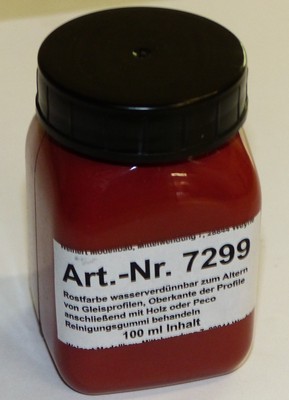 Art.-Nr. 7299
Rostfarbe wasserverdünnbar zum Altern
von Gleisprofilen, Oberkante der Profile
anschließend mit Holz oder Peco
Reinigungsgummi behandeln
100 ml Inhalt